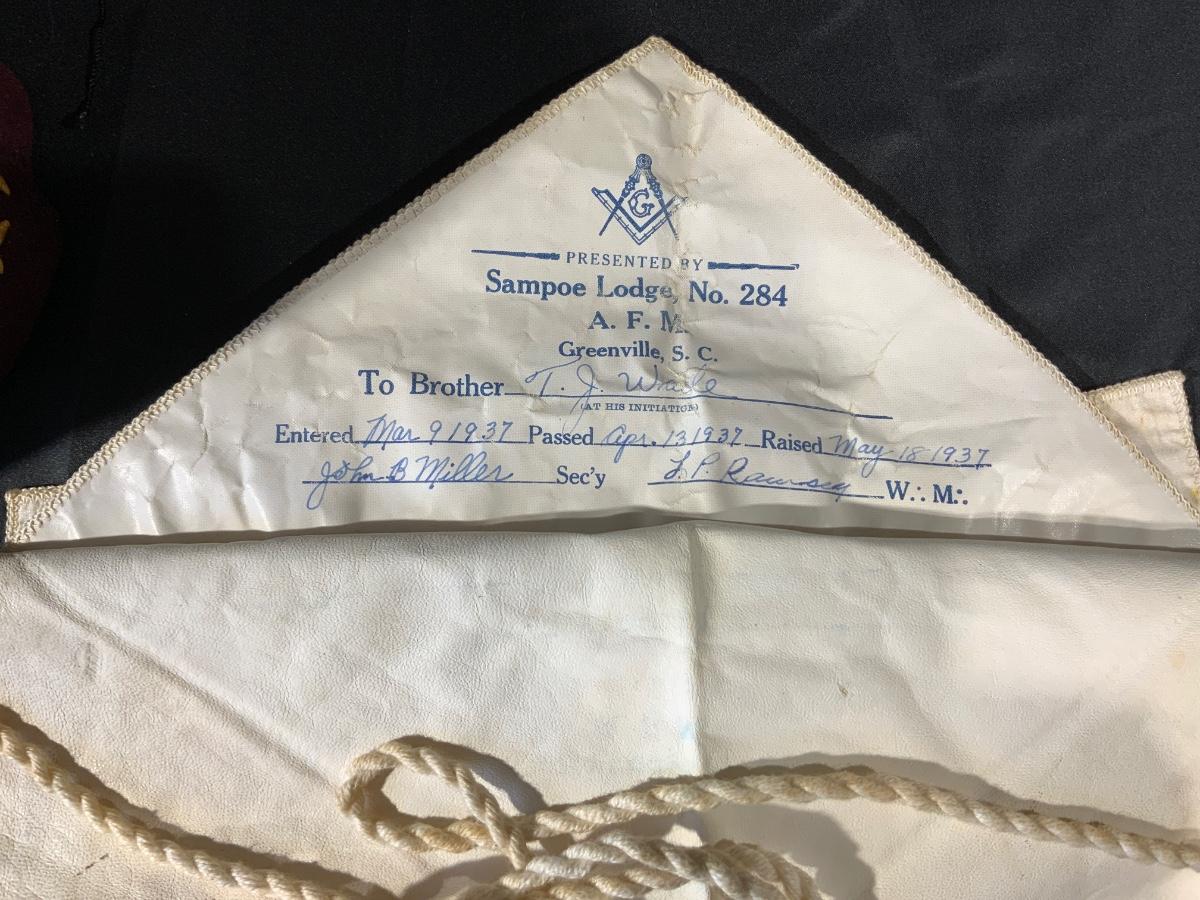 G
PRESENTED BY
Sampoe Lodge, No. 284
A. F. M.
Greenville, S. C.
To Brother T. J. Wade
(AT HIS INITIATION)
Entered Mar 9 1937 Passed Apr. 13 1937 Raised May 18 1937
John B Miller Sec'y L. P. Ramsey W.∴ M∴